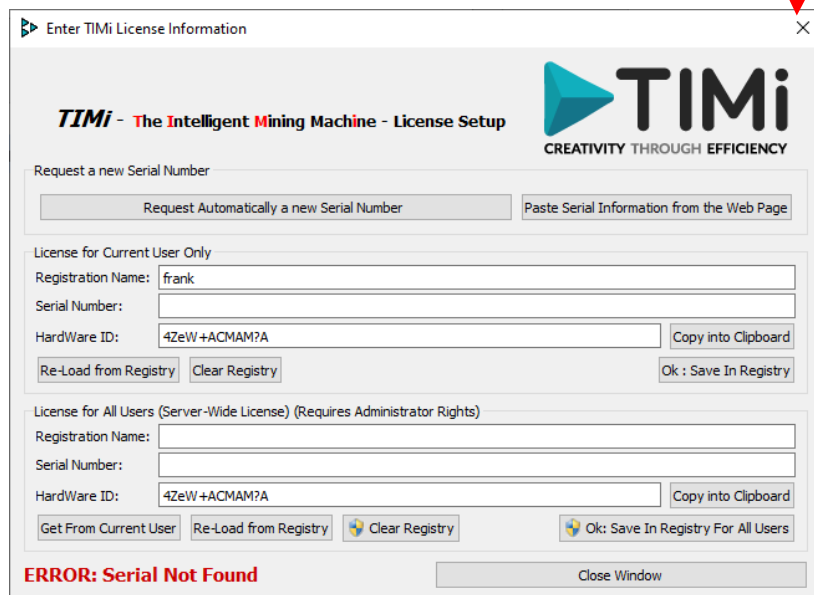 Enter TIMi License Information
TIMi - The Intelligent Mining Machine - License Setup
TIMi
CREATIVITY THROUGH EFFICIENCY
Request a new Serial Number
Request Automatically a new Serial Number
Paste Serial Information from the Web Page
License for Current User Only
Registration Name: frank
Serial Number:
HardWare ID: 4ZeW+ACMAM?A Copy into Clipboard
Re-Load from Registry Clear Registry Ok : Save In Registry
License for All Users (Server-Wide License) (Requires Administrator Rights)
Registration Name:
Serial Number:
HardWare ID: 4ZeW+ACMAM?A Copy into Clipboard
Get From Current User Re-Load from Registry Clear Registry Ok: Save In Registry For All Users
ERROR: Serial Not Found Close Window